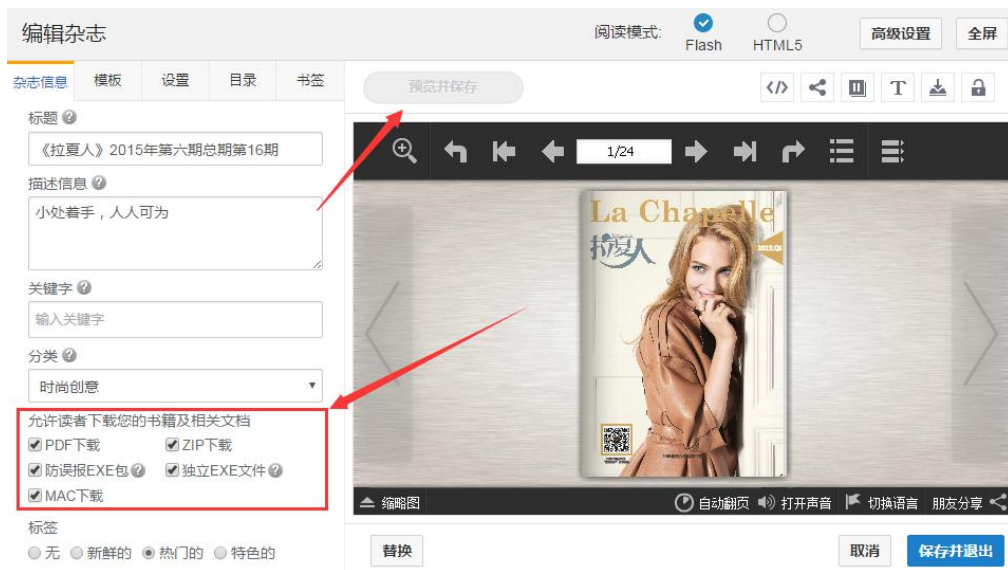 编辑杂志
阅读模式:
Flash
HTML5
高级设置
全屏
杂志信息
模板
设置
目录
书签
预览并保存
标题
《拉夏人》2015年第六期总期第16期
描述信息
小处着手，人人可为
关键字
输入关键字
分类
时尚创意
允许读者下载您的书籍及相关文档
PDF下载 ZIP下载
防误报EXE包 独立EXE文件
MAC下载
标签
无 新鲜的 热门的 特色的
1/24
La Chapelle
拉夏人
缩略图
自动翻页
打开声音
切换语言
朋友分享
替换
取消
保存并退出